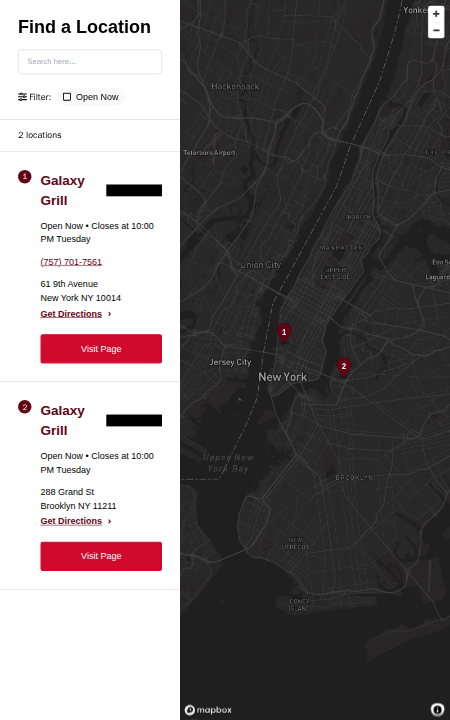 Find a Location
Search here...
Filter:
Open Now
2 locations
1
Galaxy
Grill
Open Now • Closes at 10:00
PM Tuesday
(757) 701-7561
61 9th Avenue
New York NY 10014
Get Directions ›
Visit Page
2
Galaxy
Grill
Open Now • Closes at 10:00
PM Tuesday
288 Grand St
Brooklyn NY 11211
Get Directions ›
Visit Page
Yonke
+
−
Hackensack
Teterboro Airport
HARLEM
MANHATTAN
Union City
UPPER
EAST SIDE
Edo S
Laguard
1
Jersey City
2
New York
Upper New
York Bay
BROOKLYN
NEW
UTRECHT
CONEY
ISLAND
mapbox